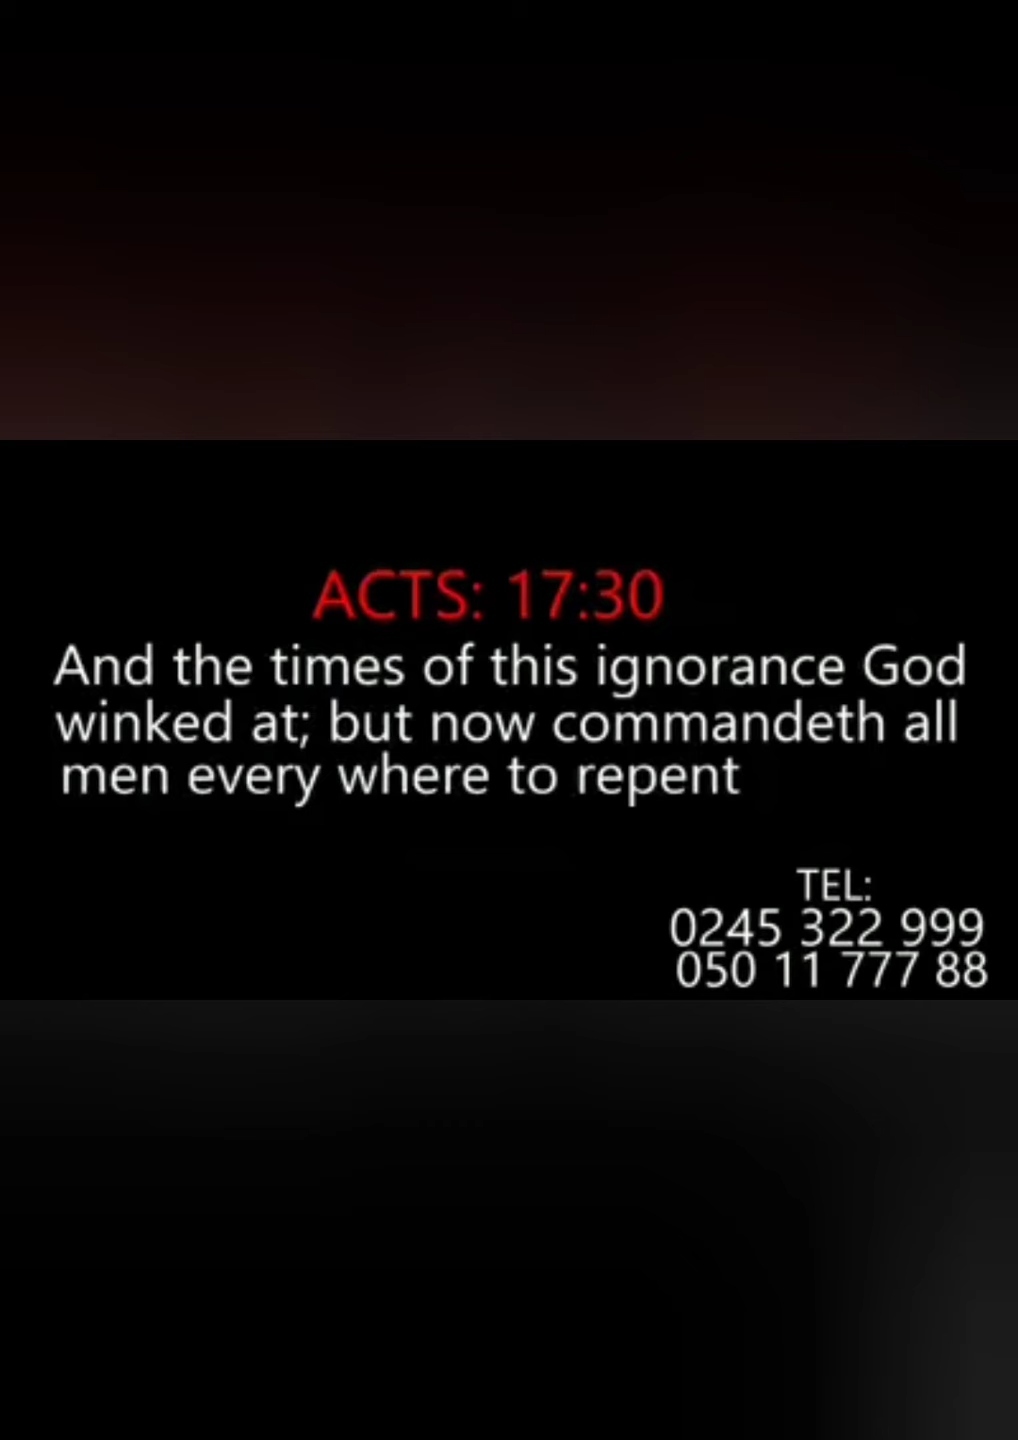 ACTS: 17:30
And the times of this ignorance God
winked at; but now commandeth all
men every where to repent
TEL:
0245 322 999
050 11 777 88